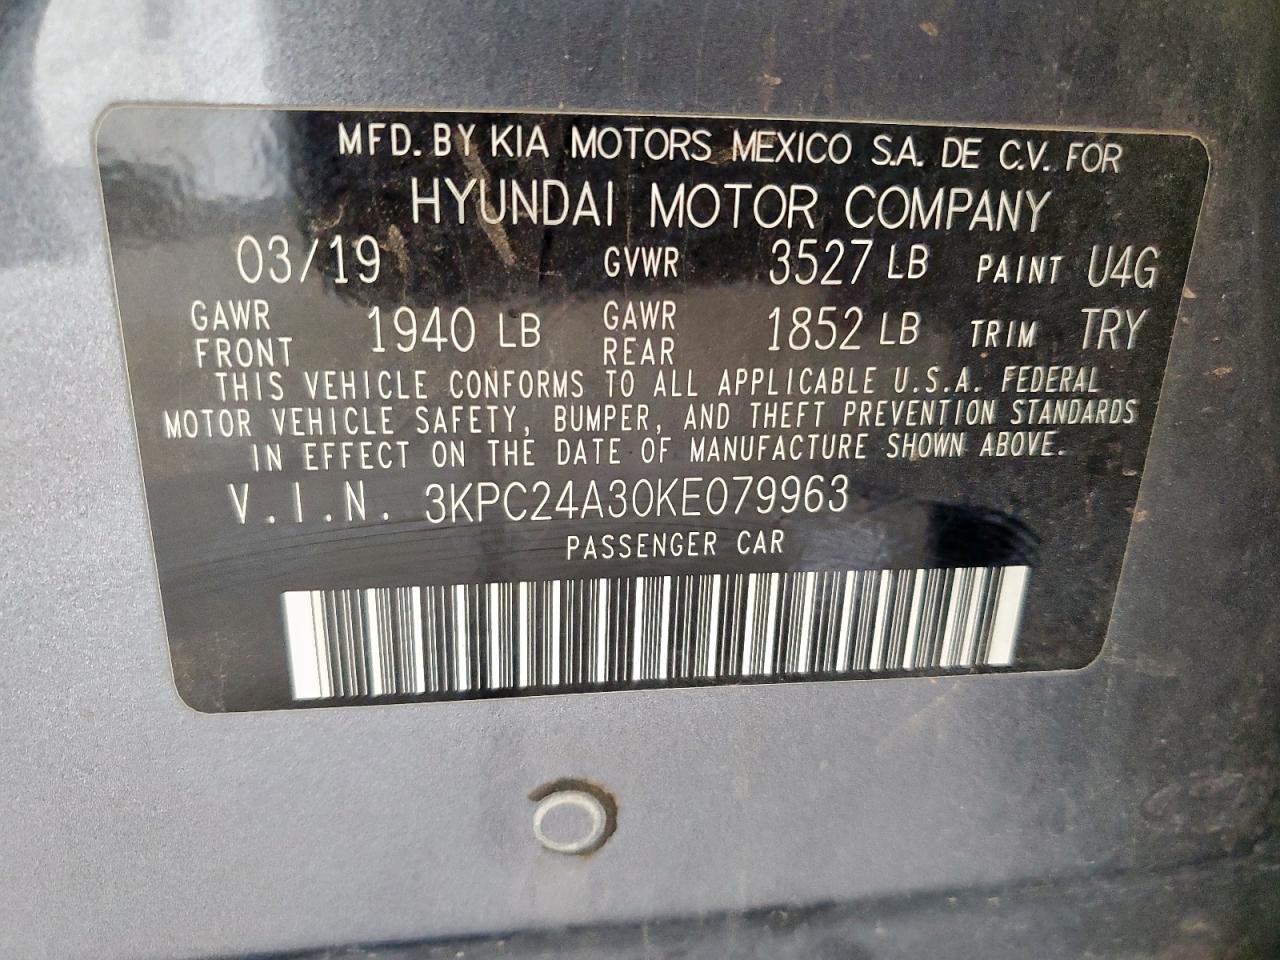 MFD. BY KIA MOTORS MEXICO S.A. DE C.V. FOR
HYUNDAI MOTOR COMPANY
03/19 GVWR 3527 LB PAINT U4G
GAWR FRONT 1940 LB GAWR REAR 1852 LB TRIM TRY
THIS VEHICLE CONFORMS TO ALL APPLICABLE U.S.A. FEDERAL
MOTOR VEHICLE SAFETY, BUMPER, AND THEFT PREVENTION STANDARDS
IN EFFECT ON THE DATE OF MANUFACTURE SHOWN ABOVE.
V.I.N. 3KPC24A30KE079963
PASSENGER CAR